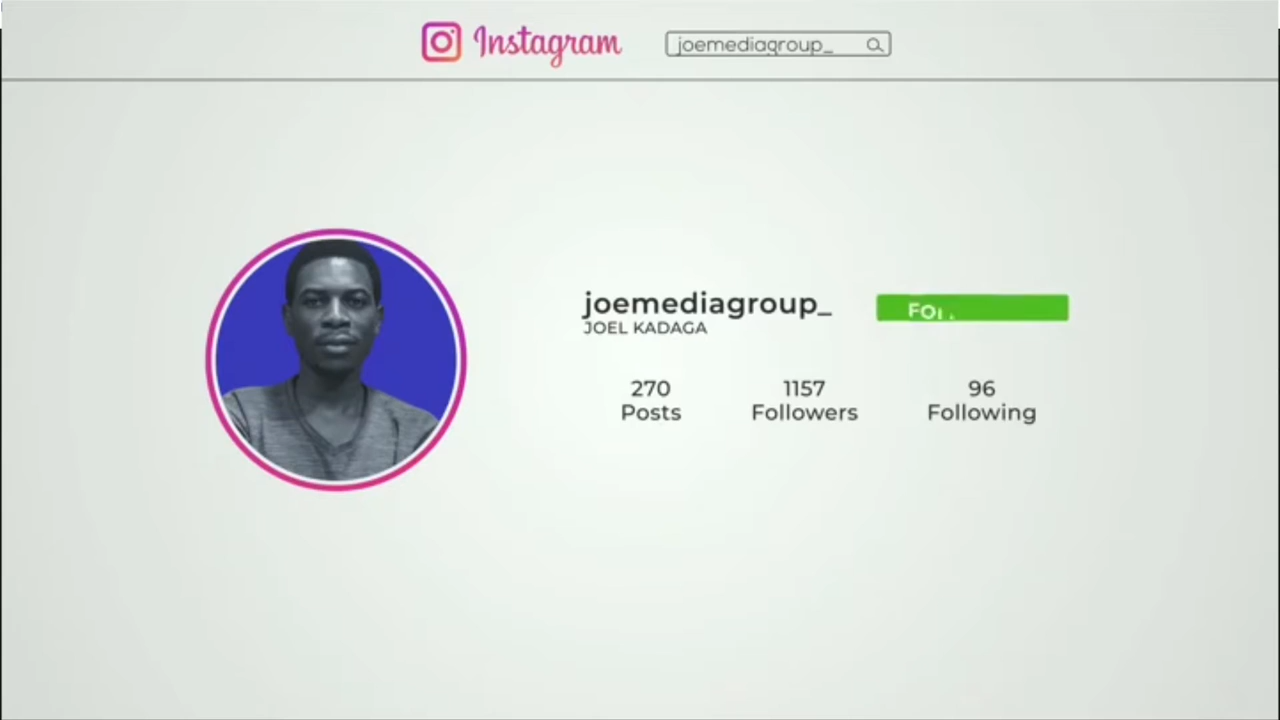 Instagram
joemediagroup_
joemediagroup_
JOEL KADAGA
270
Posts
1157
Followers
96
Following